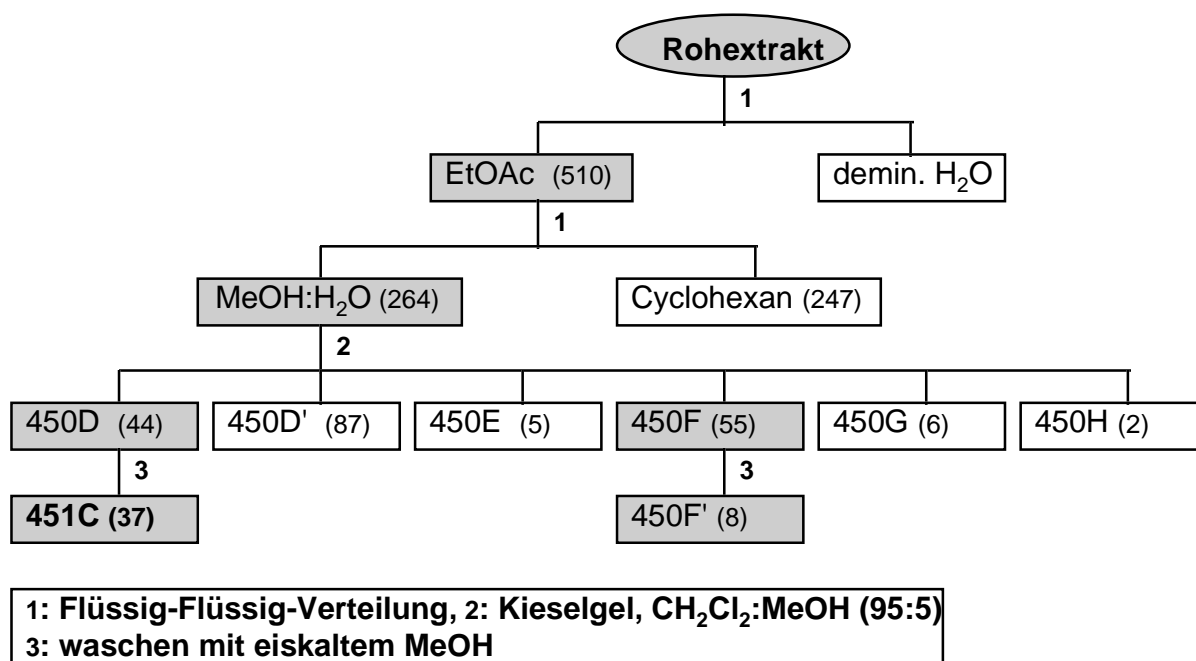 Rohextrakt
1
EtOAc (510)
demin. H₂O
1
MeOH:H₂O (264)
Cyclohexan (247)
2
450D (44)
450D' (87)
450E (5)
450F (55)
450G (6)
450H (2)
3
3
451C (37)
450F' (8)
1: Flüssig-Flüssig-Verteilung, 2: Kieselgel, CH₂Cl₂:MeOH (95:5)
3: waschen mit eiskaltem MeOH